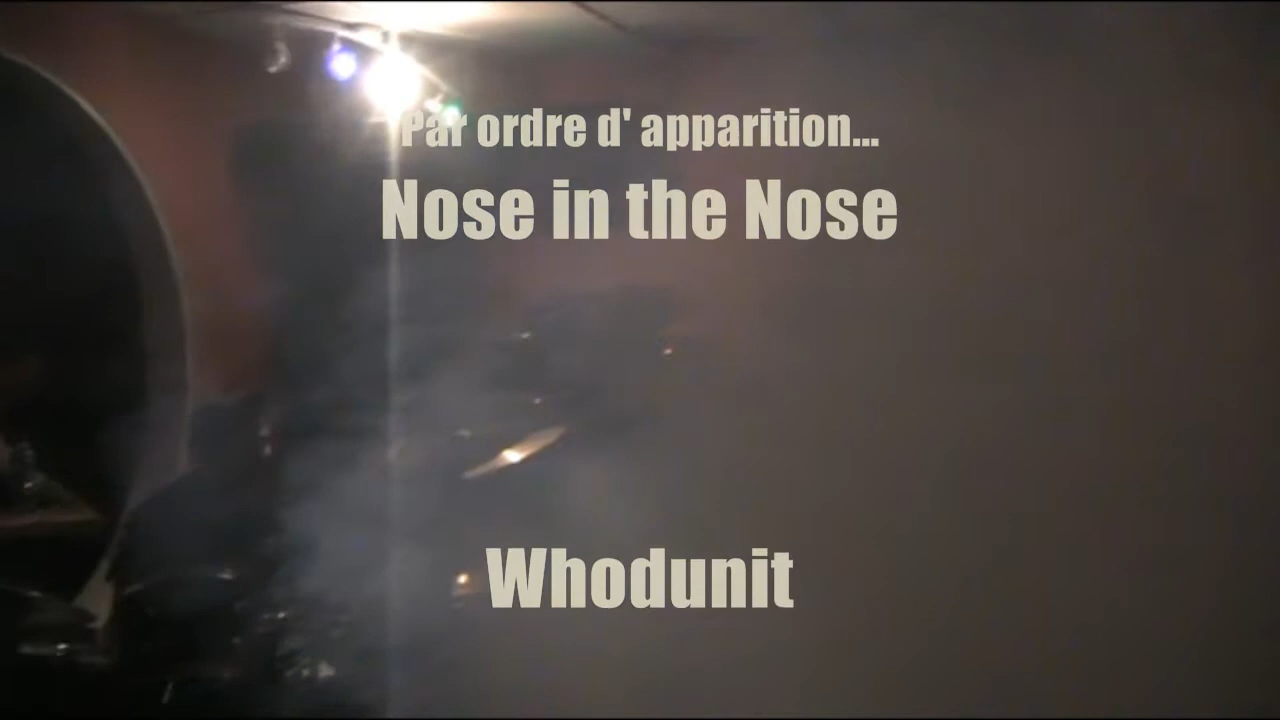 Par ordre d' apparition...
Nose in the Nose
Whodunit